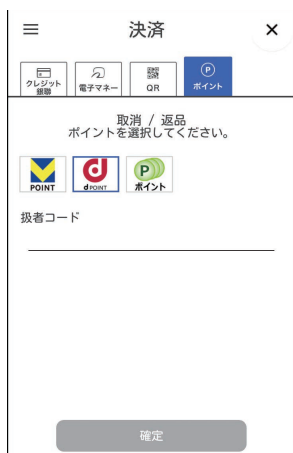 決済
クレジット
銀聯
電子マネー
QR
P
ポイント
取消 / 返品
ポイントを選択してください。
POINT
d POINT
P
ポイント
扱者コード
確定